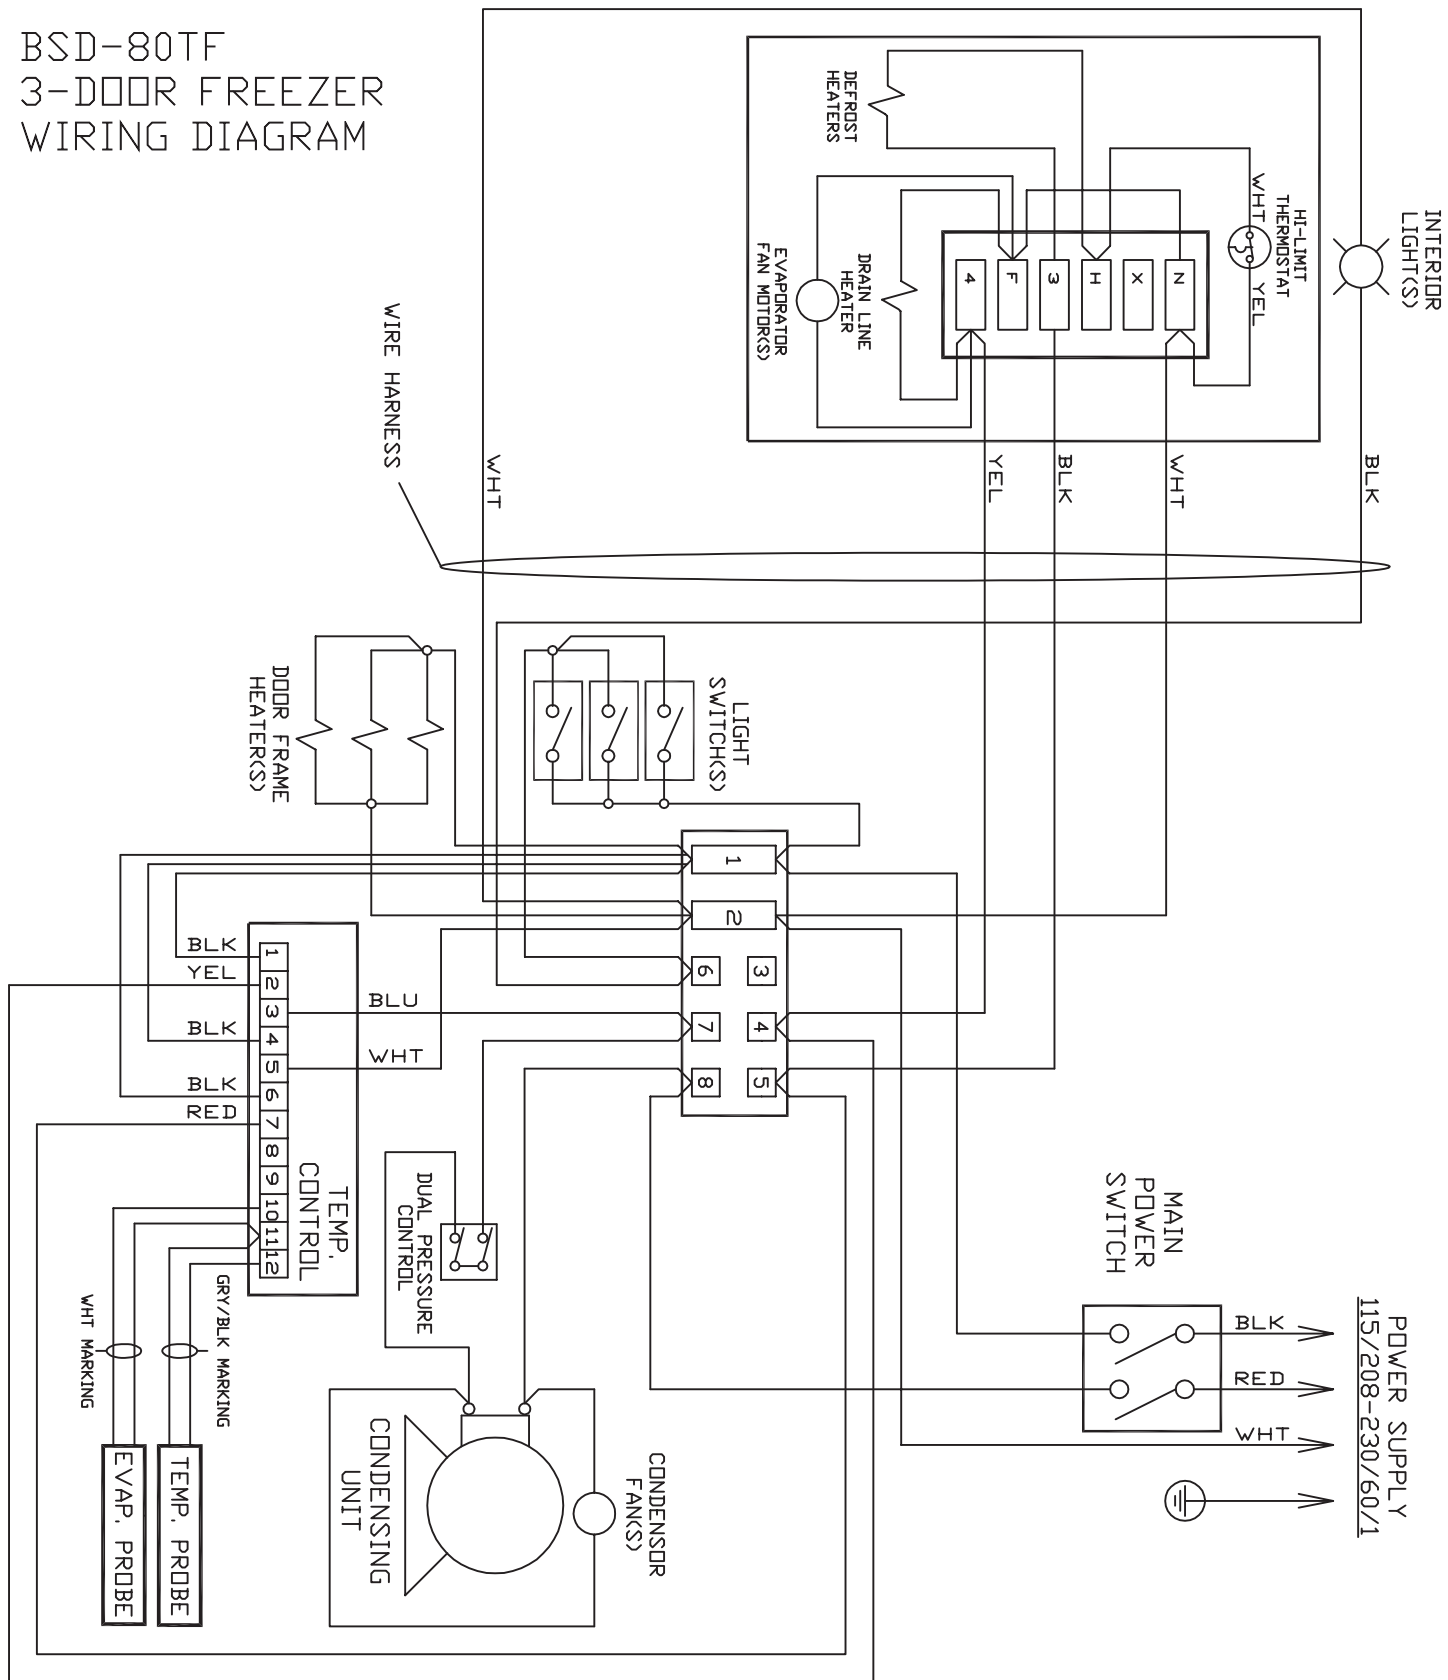 BSD-80TF
3-DOOR FREEZER
WIRING DIAGRAM
INTERIOR
LIGHT(S)
DEFROST
HEATERS
HI-LIMIT
THERMOSTAT
WHT
YEL
4
F
3
H
X
N
DRAIN LINE
HEATER
EVAPORATOR
FAN MOTOR(S)
WIRE HARNESS
WHT
YEL
BLK
WHT
BLK
DOOR FRAME
HEATER(S)
LIGHT
SWITCH(S)
1
2
6
3
7
4
8
5
BLK
YEL
BLK
BLK
RED
BLU
WHT
1
2
3
4
5
6
7
8
9
10
11
12
TEMP.
CONTROL
DUAL PRESSURE
CONTROL
MAIN
POWER
SWITCH
BLK
RED
WHT
POWER SUPPLY
115/208-230/60/1
GRY/BLK MARKING
WHT MARKING
EVAP. PROBE
TEMP. PROBE
CONDENSING
UNIT
CONDENSOR
FAN(S)